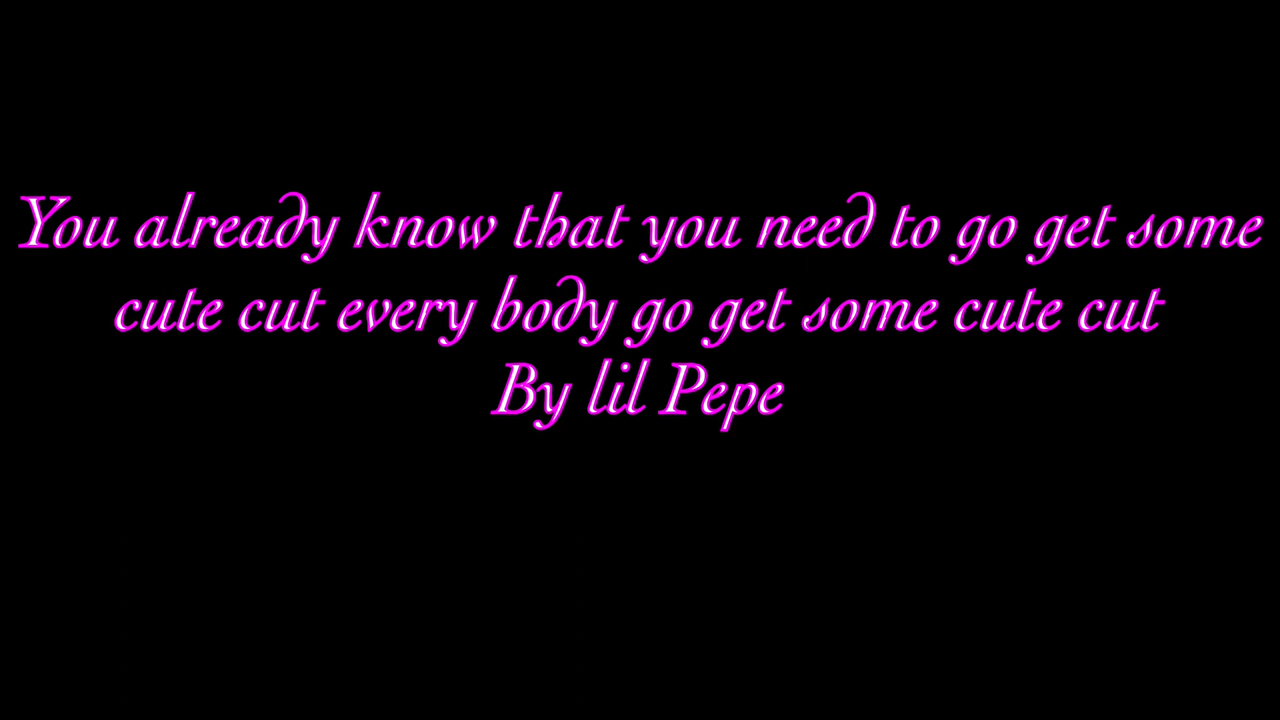 You already know that you need to go get some
cute cut every body go get some cute cut
By lil Pepe